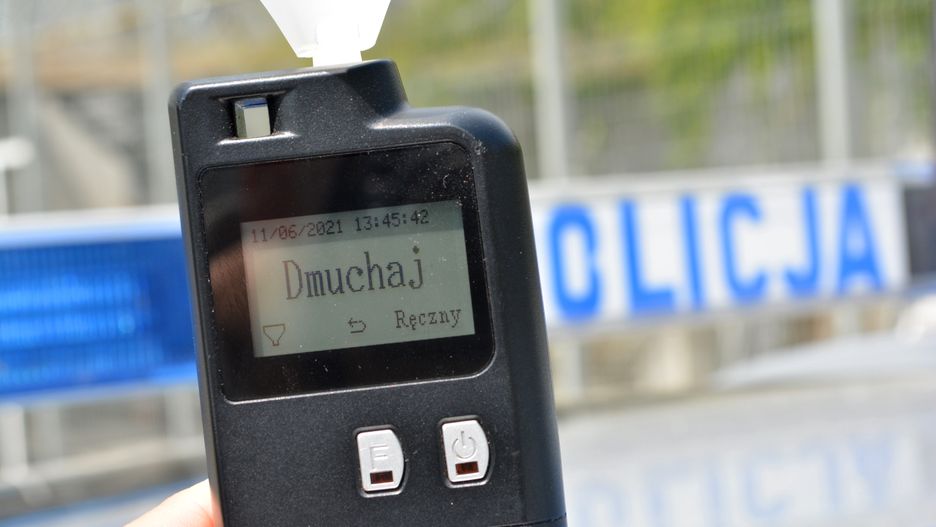 11/06/2021 13:45:42
Dmuchaj
Ręczny
OLICJA
F